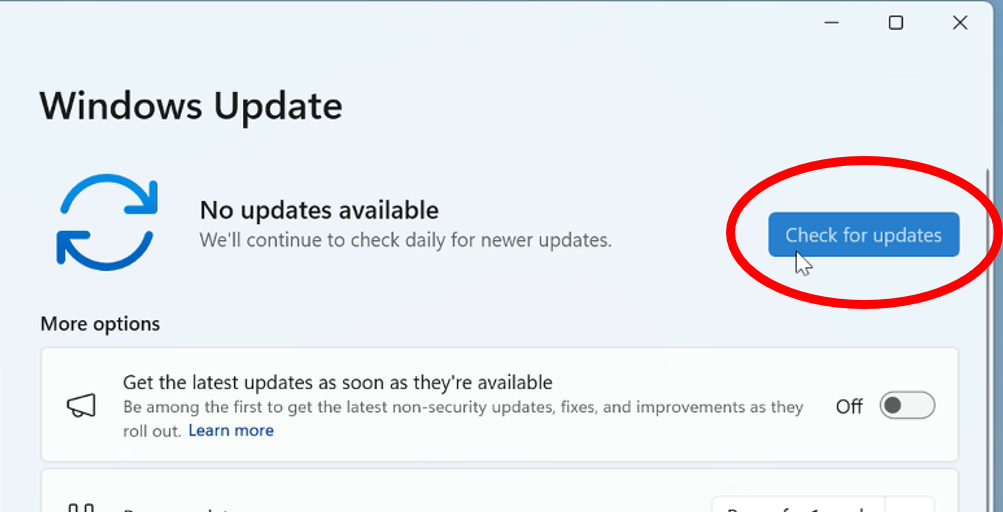 Windows Update
No updates available
We'll continue to check daily for newer updates.
Check for updates
More options
Get the latest updates as soon as they're available
Be among the first to get the latest non-security updates, fixes, and improvements as they
roll out. Learn more
Off